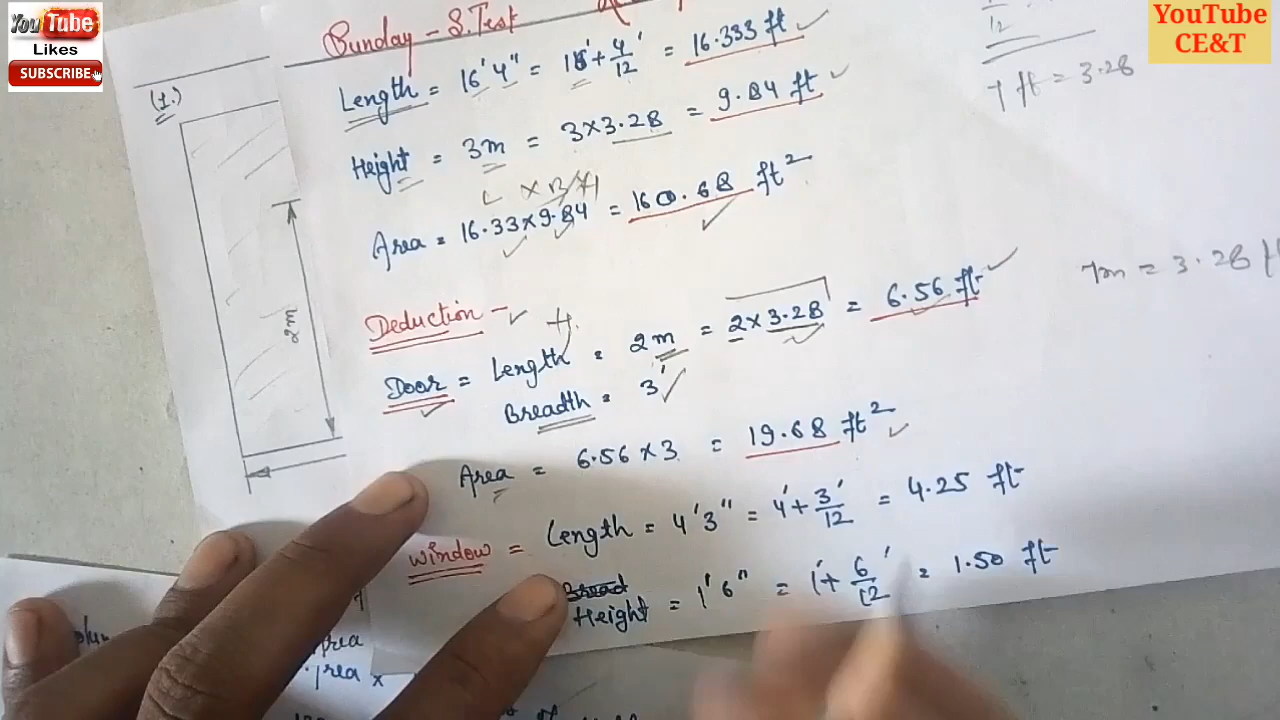 YouTube
Likes
SUBSCRIBE
YouTube
CE&T
Sunday - S.Test
12
1 ft = 3.28
(1.)
Length = 16'4" = 16' + 4'/12 = 16.333 ft
Height = 3m = 3×3.28 = 9.84 ft
L × B/H
Area = 16.33×9.84 = 160.68 ft²
1m = 3.28 ft
2m
Deduction -
H.
Door = Length = 2m = 2×3.28 = 6.56 ft
Breadth = 3'
Area = 6.56 × 3 = 19.68 ft²
Window = Length = 4'3" = 4' + 3'/12 = 4.25 ft
Height = 1'6" = 1' + 6'/12 = 1.50 ft
Area